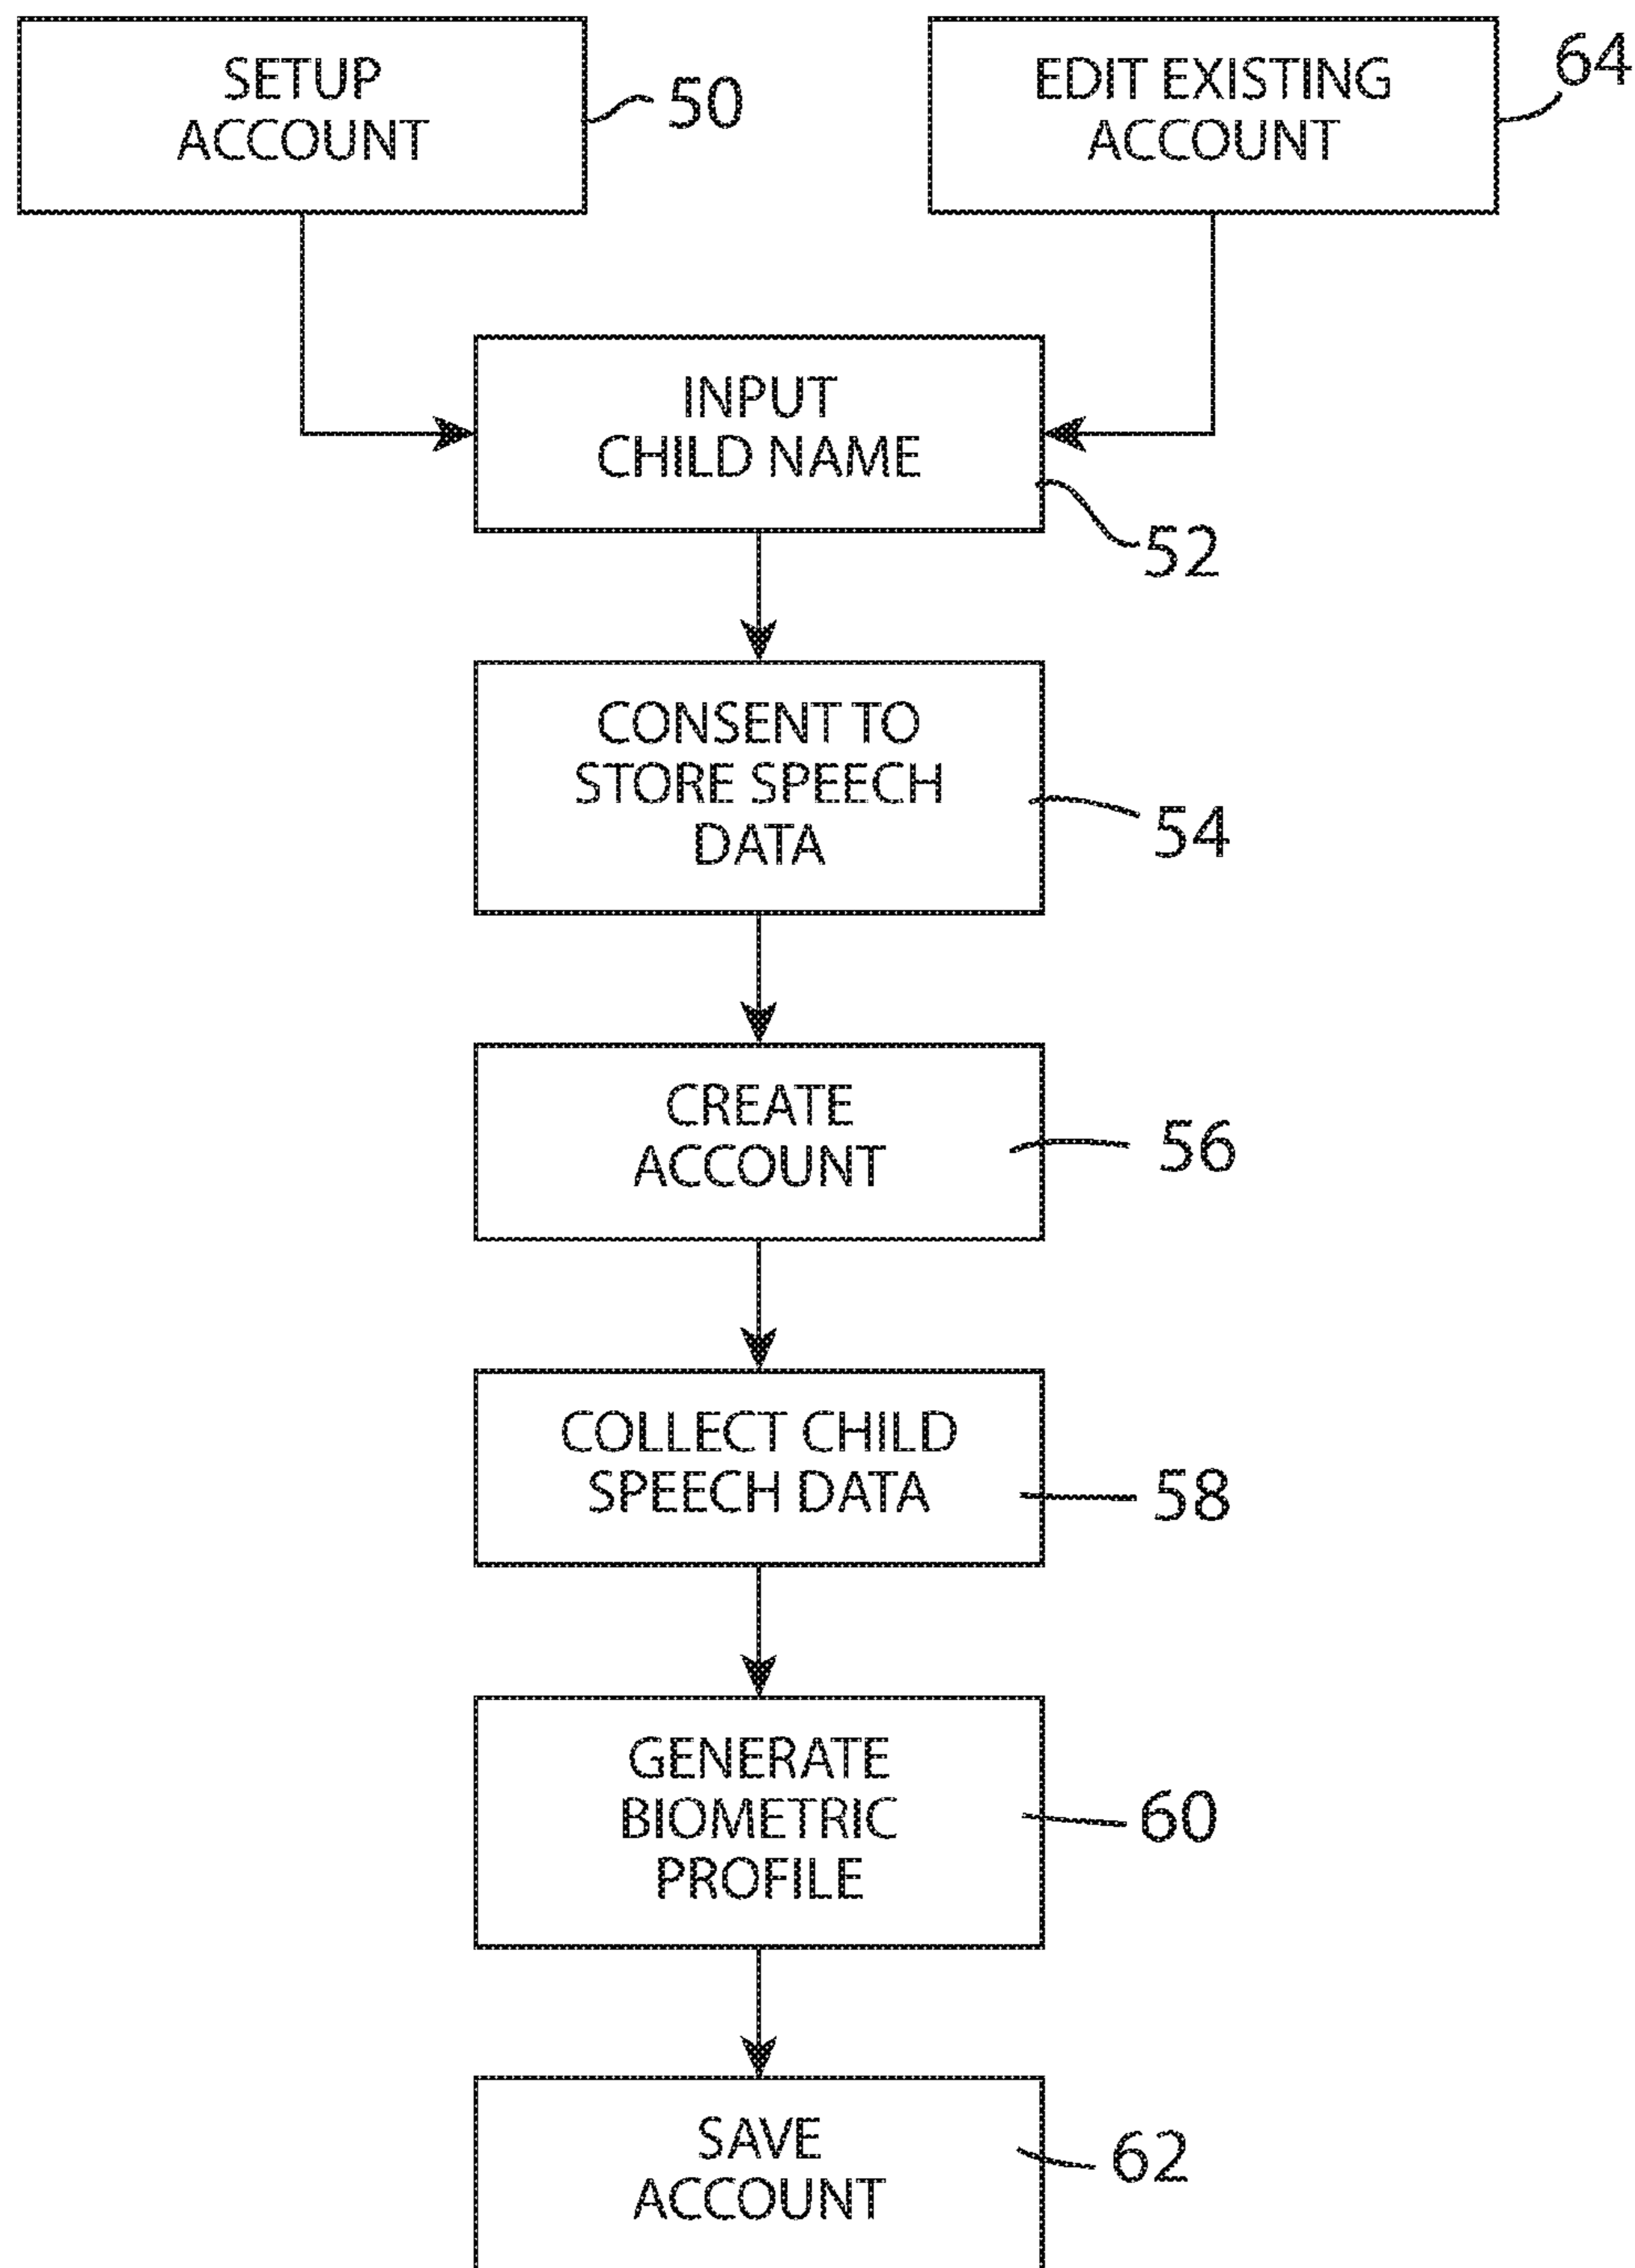 SETUP
ACCOUNT
50
EDIT EXISTING
ACCOUNT
64
INPUT
CHILD NAME
52
CONSENT TO
STORE SPEECH
DATA
54
CREATE
ACCOUNT
56
COLLECT CHILD
SPEECH DATA
58
GENERATE
BIOMETRIC
PROFILE
60
SAVE
ACCOUNT
62